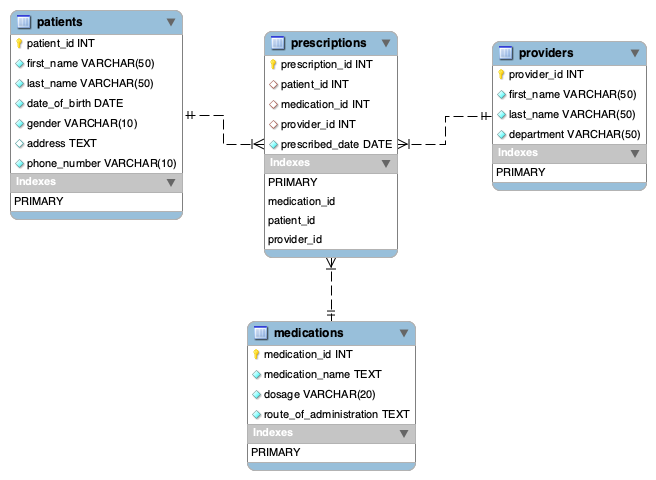 patients
patient_id INT
first_name VARCHAR(50)
last_name VARCHAR(50)
date_of_birth DATE
gender VARCHAR(10)
address TEXT
phone_number VARCHAR(10)
Indexes
PRIMARY
prescriptions
prescription_id INT
patient_id INT
medication_id INT
provider_id INT
prescribed_date DATE
Indexes
PRIMARY
medication_id
patient_id
provider_id
providers
provider_id INT
first_name VARCHAR(50)
last_name VARCHAR(50)
department VARCHAR(50)
Indexes
PRIMARY
medications
medication_id INT
medication_name TEXT
dosage VARCHAR(20)
route_of_administration TEXT
Indexes
PRIMARY